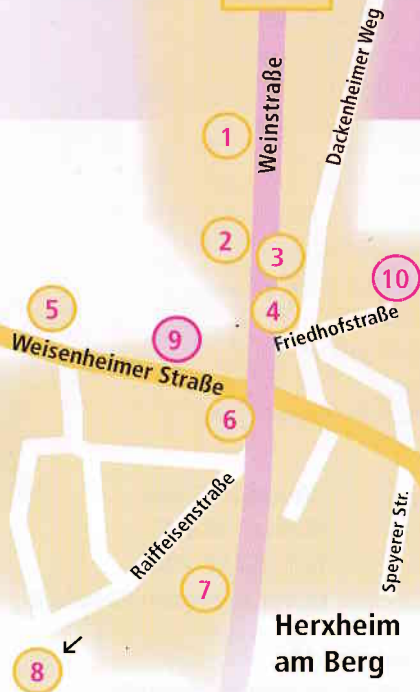 Dackenheimer Weg
Weinstraße
1
2
3
10
5
4
9
Friedhofstraße
Weisenheimer Straße
6
Raiffeisenstraße
Speyerer Str.
7
Herxheim
am Berg
8